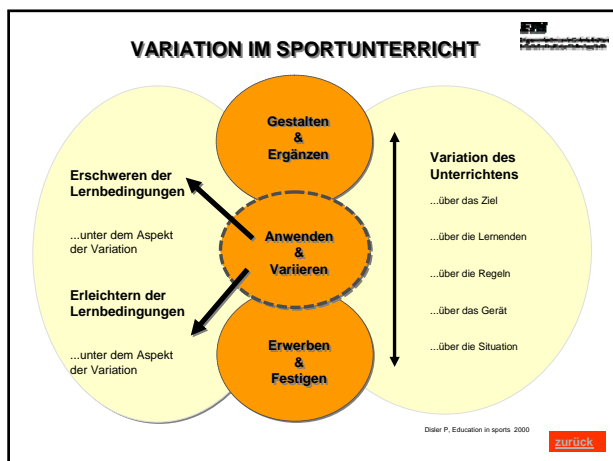 VARIATION IM SPORTUNTERRICHT
Gestalten
&
Ergänzen
Erschweren der
Lernbedingungen
...unter dem Aspekt
der Variation
Anwenden
&
Variieren
Erleichtern der
Lernbedingungen
...unter dem Aspekt
der Variation
Erwerben
&
Festigen
Variation des
Unterrichtens
...über das Ziel
...über die Lernenden
...über die Regeln
...über das Gerät
...über die Situation
Disler P, Education in sports 2000
zurück